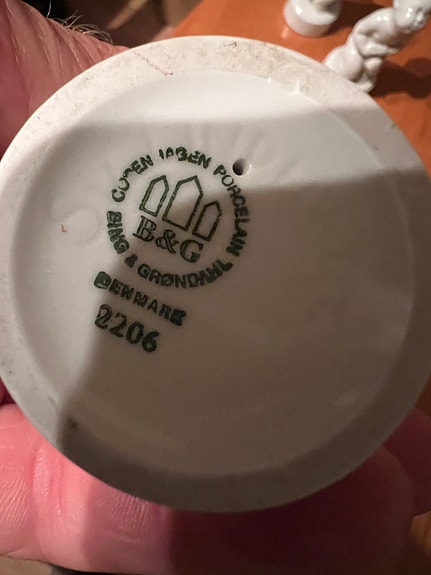 COPENHAGEN PORCELAIN
B&G
BING & GRØNDAHL
DENMARK
2206